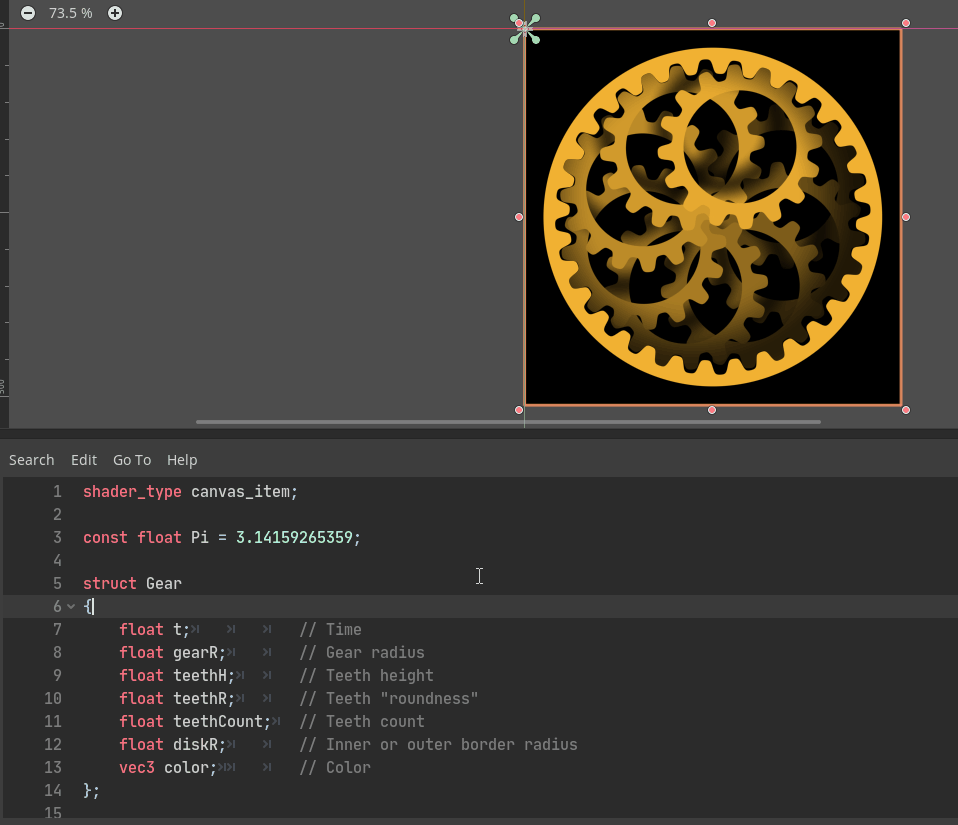 73.5 %
500
Search Edit Go To Help
1 shader_type canvas_item;
2
3 const float Pi = 3.14159265359;
4
5 struct Gear
6 {
7 float t; // Time
8 float gearR; // Gear radius
9 float teethH; // Teeth height
10 float teethR; // Teeth "roundness"
11 float teethCount; // Teeth count
12 float diskR; // Inner or outer border radius
13 vec3 color; // Color
14 };
15